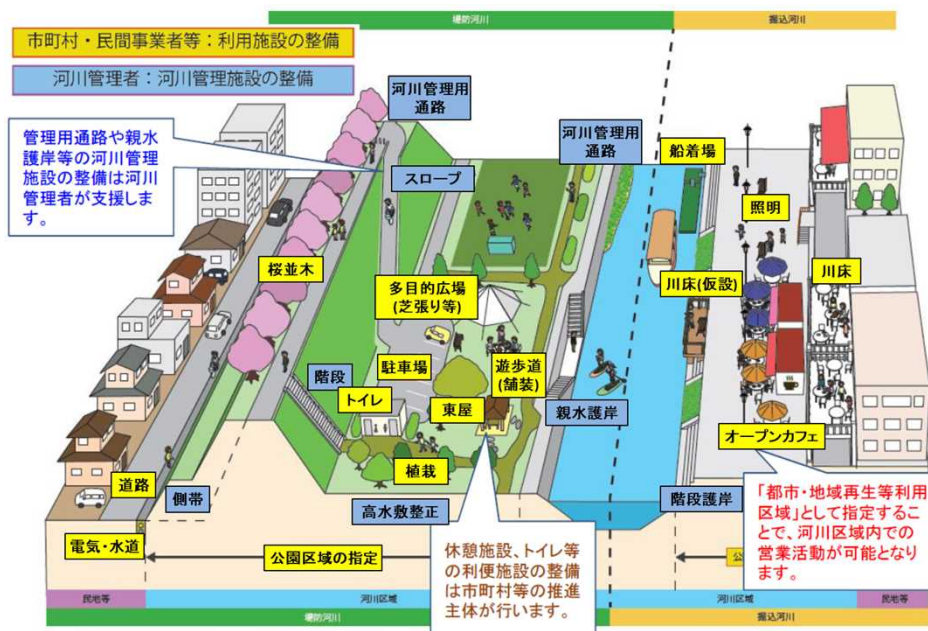 堤防河川
掘込河川
市町村・民間事業者等：利用施設の整備
河川管理者：河川管理施設の整備
河川管理用
通路
河川管理用
通路
船着場
管理用通路や親水
護岸等の河川管理
施設の整備は河川
管理者が支援しま
す。
スロープ
照明
桜並木
多目的広場
(芝張り等)
川床(仮設)
川床
駐車場
遊歩道
(舗装)
階段
トイレ
東屋
親水護岸
オープンカフェ
植栽
道路
側帯
高水敷整正
階段護岸
「都市・地域再生等利用
区域」として指定するこ
とで、河川区域内での
営業活動が可能となり
ます。
電気・水道
公園区域の指定
休憩施設、トイレ等
の利便施設の整備
は市町村等の推進
主体が行います。
民地等
河川区域
河川区域
民地等
堤防河川
掘込河川